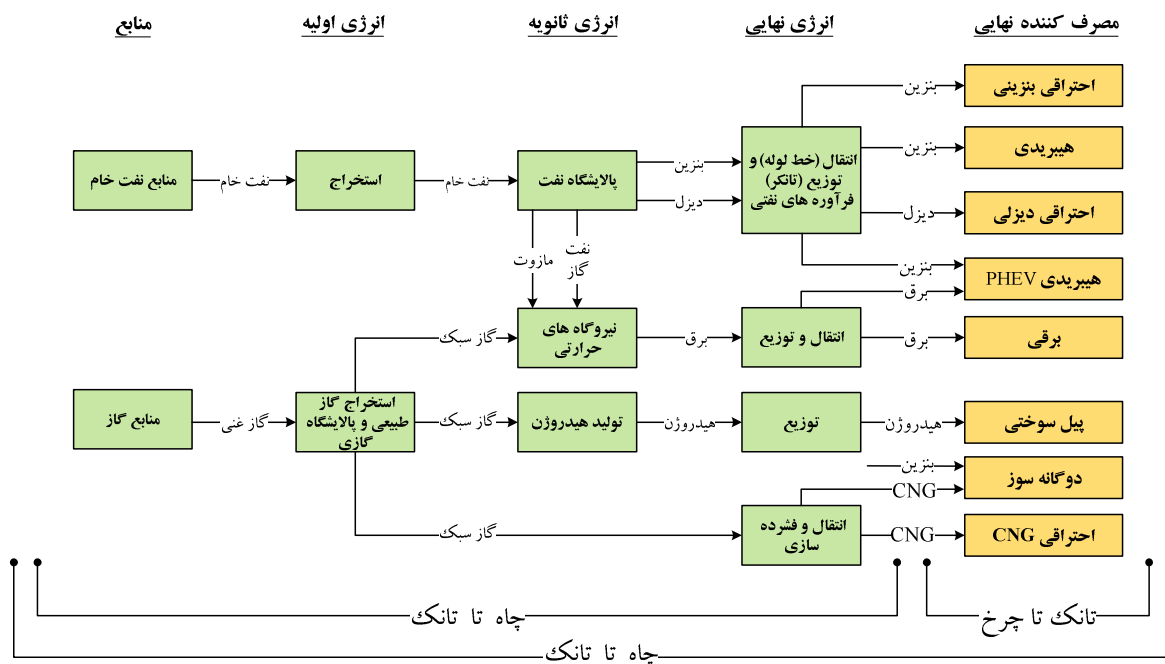 منابع
انرژی اولیه
انرژی ثانویه
انرژی نهایی
مصرف کننده نهایی
منابع نفت خام
نفت خام
استخراج
نفت خام
پالایشگاه نفت
بنزین
دیزل
انتقال (خط لوله) و
توزیع (تانکر)
فرآورده های نفتی
بنزین
احتراقی بنزینی
بنزین
هیبریدی
دیزل
احتراقی دیزلی
بنزین
برق
هیبریدی PHEV
مازوت
نفت
گاز
گاز سبک
نیروگاه های
حرارتی
برق
انتقال و توزیع
برق
برقی
منابع گاز
گاز غنی
استخراج گاز
طبیعی و پالایشگاه
گازی
گاز سبک
تولید هیدروژن
هیدروژن
توزیع
هیدروژن
پیل سوختی
بنزین
CNG
دوگانه سوز
گاز سبک
انتقال و فشرده
سازی
CNG
احتراقی CNG
چاه تا تانک
تانک تا چرخ
چاه تا تانک